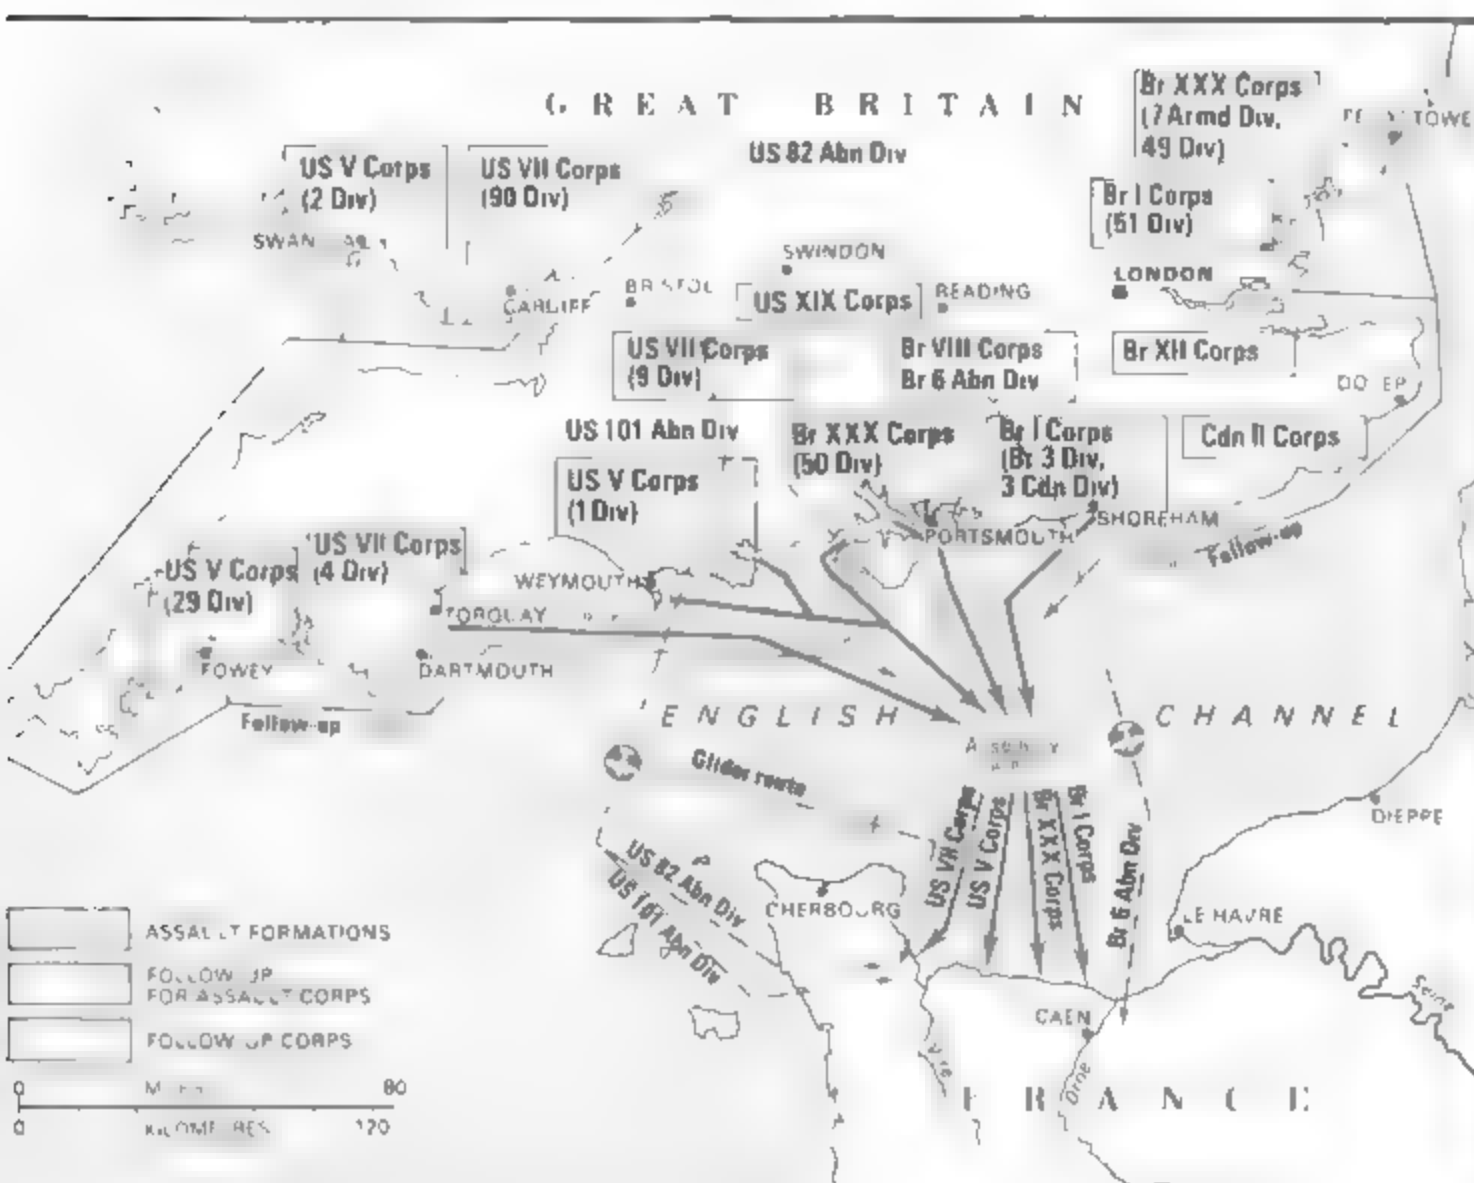 GREAT BRITAIN
Br XXX Corps
(7 Armd Div,
49 Div)
US 82 Abn Div
US V Corps
(2 Div)
US VII Corps
(90 Div)
Br I Corps
(51 Div)
SWINDON
LONDON
CARDIFF
BRISTOL
US XIX Corps
READING
US VII Corps
(9 Div)
Br VIII Corps
Br 6 Abn Div
Br XII Corps
US 101 Abn Div
Br XXX Corps
(50 Div)
Br I Corps
(Br 3 Div,
3 Cdn Div)
Cdn II Corps
US V Corps
(1 Div)
SHOREHAM
PORTSMOUTH
Follow-up
US V Corps
(29 Div)
US VII Corps
(4 Div)
WEYMOUTH
TORQUAY
FOWEY
DARTMOUTH
Follow-up
ENGLISH CHANNEL
Glider route
US VII Corps
US V Corps
Br XXX Corps
Br I Corps
Br 6 Abn Div
DIEPPE
US 82 Abn Div
US 101 Abn Div
CHERBOURG
LE HAVRE
Seine
CAEN
Orne
FRANCE
ASSAULT FORMATIONS
FOLLOW UP
FOR ASSAULT CORPS
FOLLOW UP CORPS
0 80
0 KILOMETRES 120